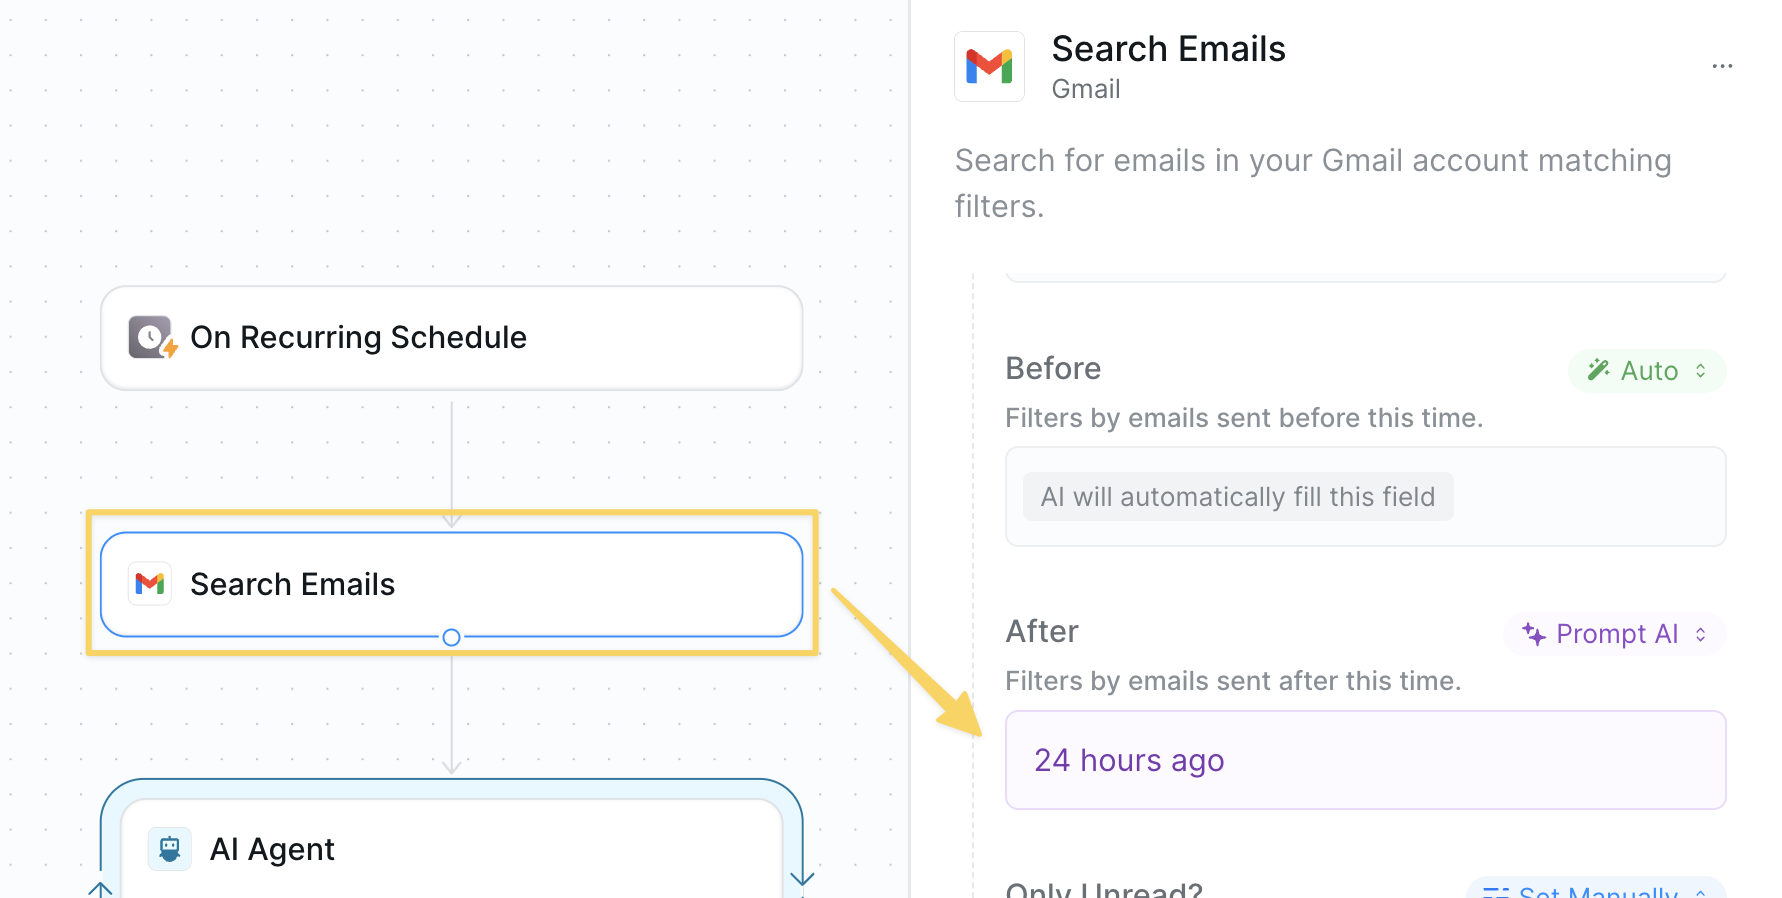 On Recurring Schedule
Search Emails
AI Agent
Search Emails
Gmail
...
Search for emails in your Gmail account matching
filters.
Before
Auto
Filters by emails sent before this time.
AI will automatically fill this field
After
Prompt AI
Filters by emails sent after this time.
24 hours ago
Only Unread?
Set Manually